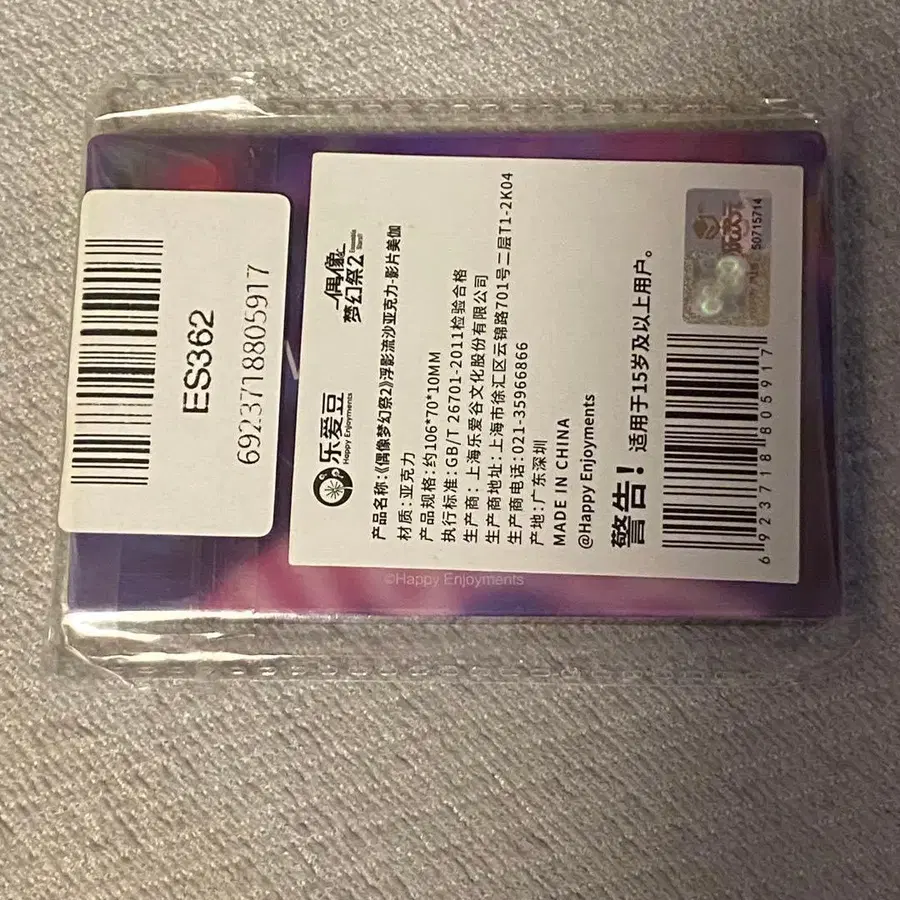 ES362
6923718805917
乐爱豆
Happy Enjoyments
偶像
梦幻祭2
Ensemble
Stars!!
产品名称:《偶像梦幻祭2》浮影流沙亚克力-影片美伽
材质:亚克力
产品规格:约106*70*10MM
执行标准:GB/T 26701-2011检验合格
生产商:上海乐爱谷文化股份有限公司
生产商地址:上海市徐汇区云锦路701号二层T1-2K04
生产商电话:021-35966866
产地:广东深圳
MADE IN CHINA
@Happy Enjoyments
警告!适用于15岁及以上用户。
6 923718 805917
50715714
©Happy Enjoyments